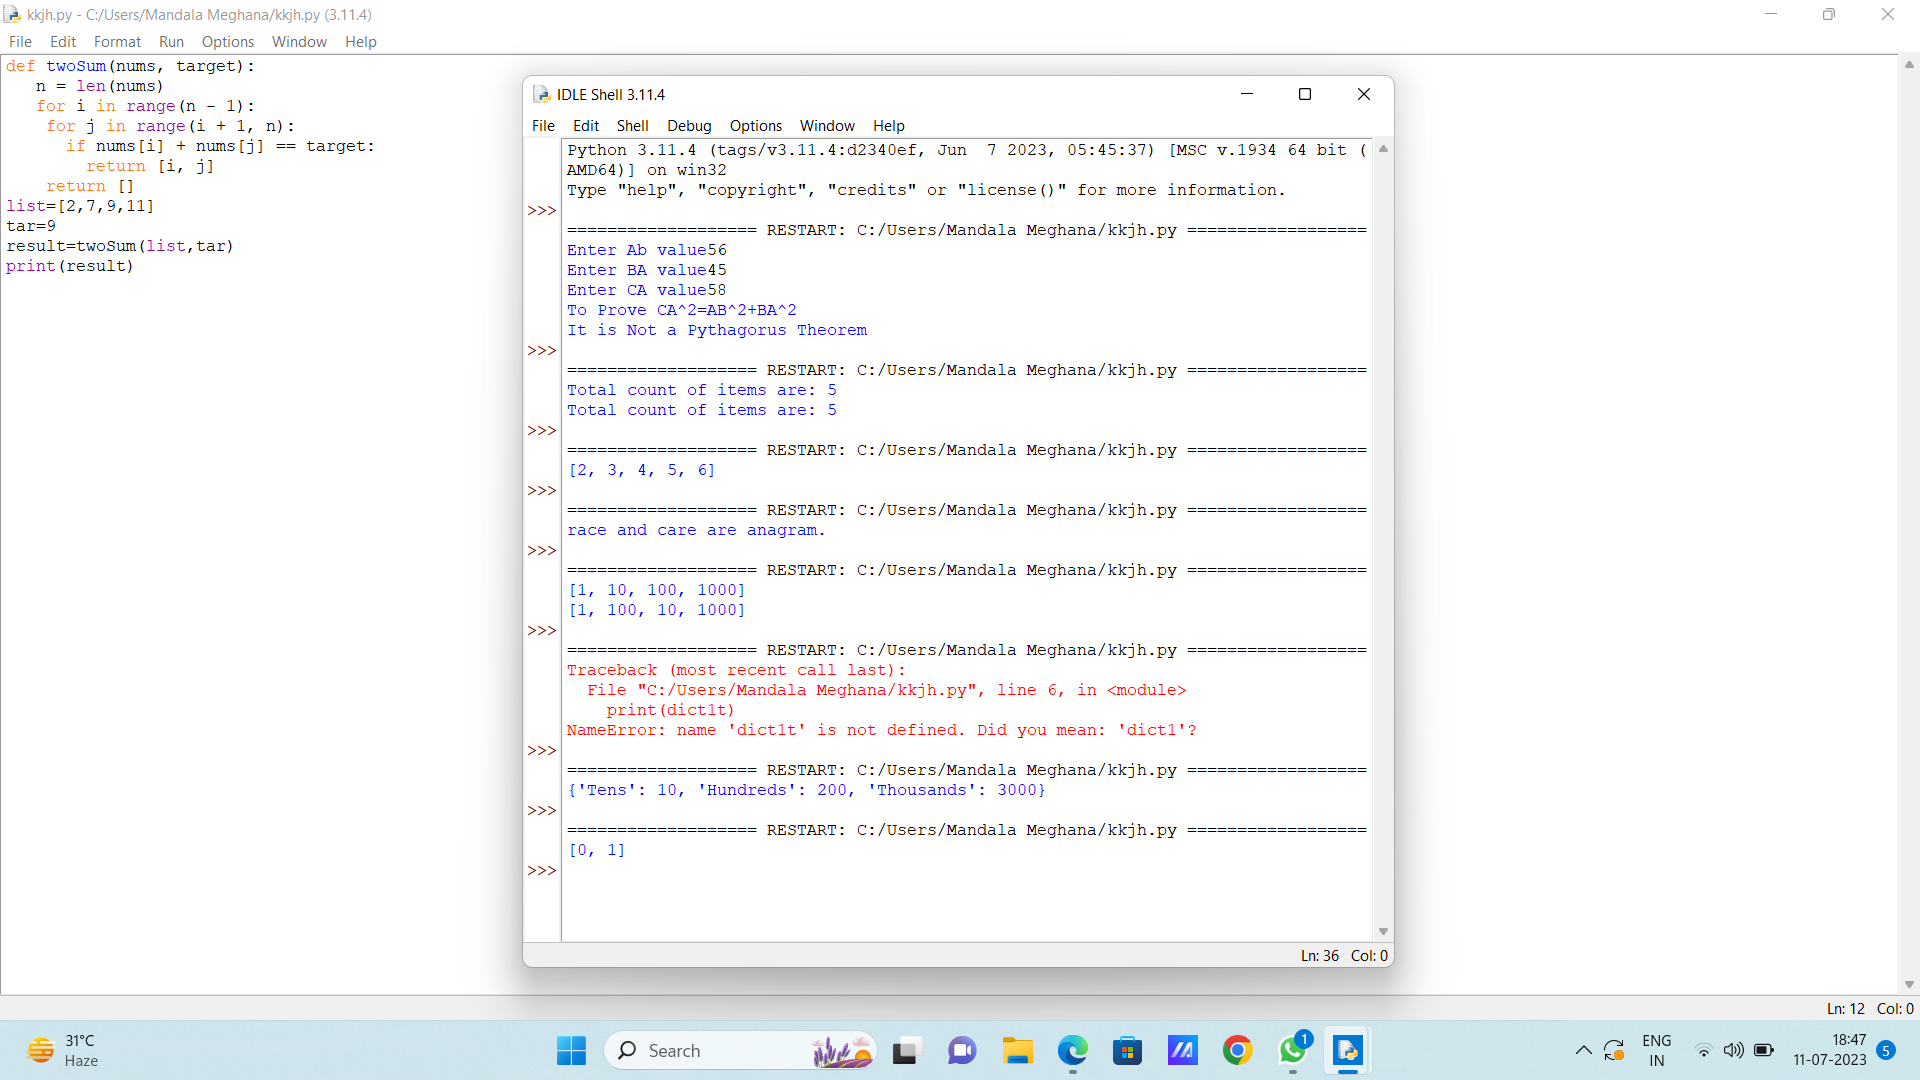 kkjh.py - C:/Users/Mandala Meghana/kkjh.py (3.11.4)
File Edit Format Run Options Window Help
def twoSum(nums, target):
   n = len(nums)
   for i in range(n - 1):
    for j in range(i + 1, n):
      if nums[i] + nums[j] == target:
        return [i, j]
    return []
list=[2,7,9,11]
tar=9
result=twoSum(list,tar)
print(result)
IDLE Shell 3.11.4
File Edit Shell Debug Options Window Help
Python 3.11.4 (tags/v3.11.4:d2340ef, Jun  7 2023, 05:45:37) [MSC v.1934 64 bit (
AMD64)] on win32
Type "help", "copyright", "credits" or "license()" for more information.
>>>
=================== RESTART: C:/Users/Mandala Meghana/kkjh.py ==================
Enter Ab value56
Enter BA value45
Enter CA value58
To Prove CA^2=AB^2+BA^2
It is Not a Pythagorus Theorem
>>>
=================== RESTART: C:/Users/Mandala Meghana/kkjh.py ==================
Total count of items are: 5
Total count of items are: 5
>>>
=================== RESTART: C:/Users/Mandala Meghana/kkjh.py ==================
[2, 3, 4, 5, 6]
>>>
=================== RESTART: C:/Users/Mandala Meghana/kkjh.py ==================
race and care are anagram.
>>>
=================== RESTART: C:/Users/Mandala Meghana/kkjh.py ==================
[1, 10, 100, 1000]
[1, 100, 10, 1000]
>>>
=================== RESTART: C:/Users/Mandala Meghana/kkjh.py ==================
Traceback (most recent call last):
  File "C:/Users/Mandala Meghana/kkjh.py", line 6, in <module>
    print(dict1t)
NameError: name 'dict1t' is not defined. Did you mean: 'dict1'?
>>>
=================== RESTART: C:/Users/Mandala Meghana/kkjh.py ==================
{'Tens': 10, 'Hundreds': 200, 'Thousands': 3000}
>>>
=================== RESTART: C:/Users/Mandala Meghana/kkjh.py ==================
[0, 1]
>>>
Ln: 36 Col: 0
Ln: 12 Col: 0
31°C
Haze
Search
1
ENG
IN
18:47
11-07-2023
5